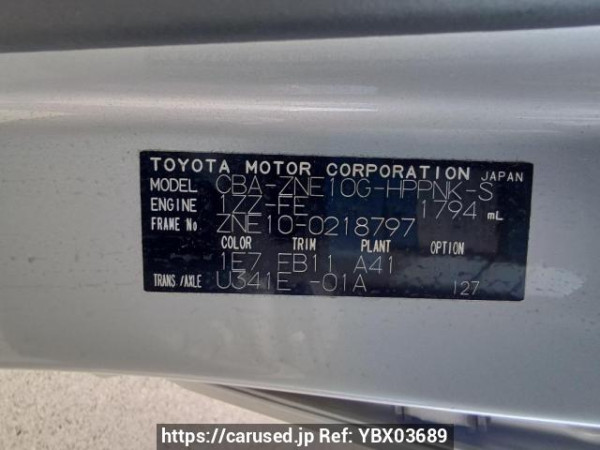 TOYOTA MOTOR CORPORATION JAPAN
MODEL CBA-ZNE10G-HPPNK-S
ENGINE 1ZZ-FE 1794 mL
FRAME No. ZNE10-0218797
COLOR TRIM PLANT OPTION
1E7 EB11 A41
TRANS./AXLE U341E -01A 127
https://carused.jp Ref: YBX03689